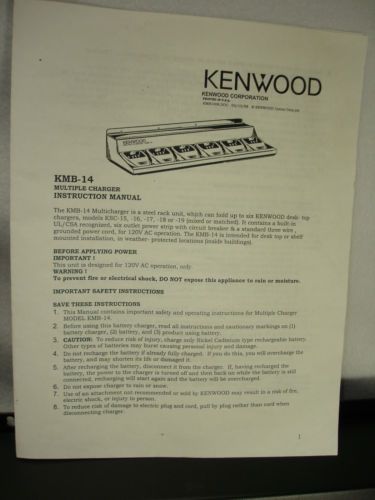 KENWOOD
KENWOOD CORPORATION
PRINTED IN U.S.A.
KENWOOD
KMB-14
MULTIPLE CHARGER
INSTRUCTION MANUAL
The KMB-14 Multicharger is a steel rack unit, which can hold up to six KENWOOD desk top
chargers, models KSC-15, -16, -17, -18 or -19 (mixed or matched). It contains a built-in
UL/CSA recognized, six outlet power strip with circuit breaker & a standard three wire,
grounded power cord, for 120V AC operation. The KMB-14 is intended for desk top or shelf
mounted installation, in weather- protected locations (inside buildings).
BEFORE APPLYING POWER
IMPORTANT !
This unit is designed for 120V AC operation, only.
WARNING !
To prevent fire or electrical shock, DO NOT expose this appliance to rain or moisture.
IMPORTANT SAFETY INSTRUCTIONS
SAVE THESE INSTRUCTIONS
1. This Manual contains important safety and operating instructions for Multiple Charger
MODEL KMB-14.
2. Before using this battery charger, read all instructions and cautionary markings on (1)
battery charger, (2) battery, and (3) product using battery.
3. CAUTION: To reduce risk of injury, charge only Nickel Cadmium type rechargeable battery.
Other types of batteries may burst causing personal injury and damage.
4. Do not recharge the battery if already fully charged. If you do this, you will overcharge the
battery, and may shorten its life or damaged it.
5. After recharging the battery, disconnect it from the charger. If, having recharged the
battery, the power to the charger is turned off and then back on while the battery is still
connected, recharging will start again and the battery will be overcharged.
6. Do not expose charger to rain or snow.
7. Use of an attachment not recommended or sold by KENWOOD may result in a risk of fire,
electric shock, or injury to person.
8. To reduce risk of damage to electric plug and cord, pull by plug rather than cord when
disconnecting charger.
1